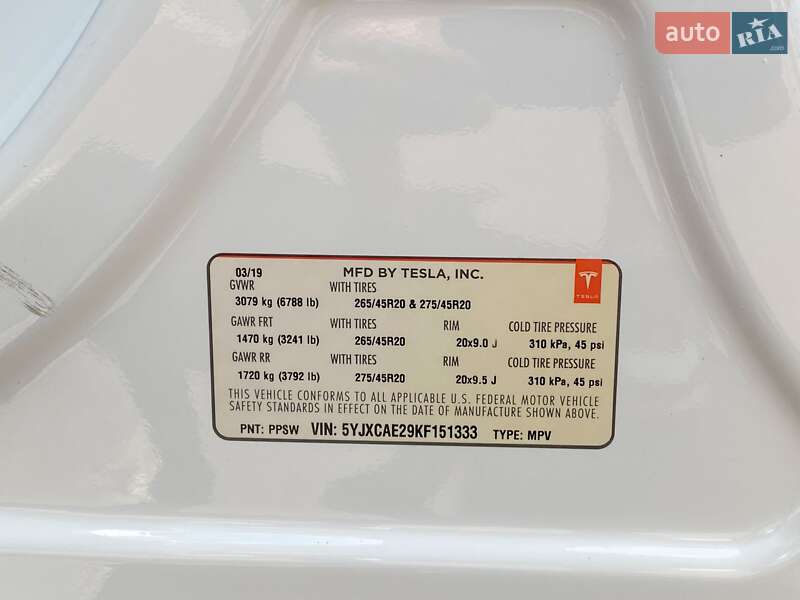 auto RIA.com
03/19 MFD BY TESLA, INC.
GVWR WITH TIRES
3079 kg (6788 lb) 265/45R20 & 275/45R20
GAWR FRT WITH TIRES RIM COLD TIRE PRESSURE
1470 kg (3241 lb) 265/45R20 20x9.0 J 310 kPa, 45 psi
GAWR RR WITH TIRES RIM COLD TIRE PRESSURE
1720 kg (3792 lb) 275/45R20 20x9.5 J 310 kPa, 45 psi
THIS VEHICLE CONFORMS TO ALL APPLICABLE U.S. FEDERAL MOTOR VEHICLE
SAFETY STANDARDS IN EFFECT ON THE DATE OF MANUFACTURE SHOWN ABOVE.
PNT: PPSW VIN: 5YJXCAE29KF151333 TYPE: MPV
TESLA